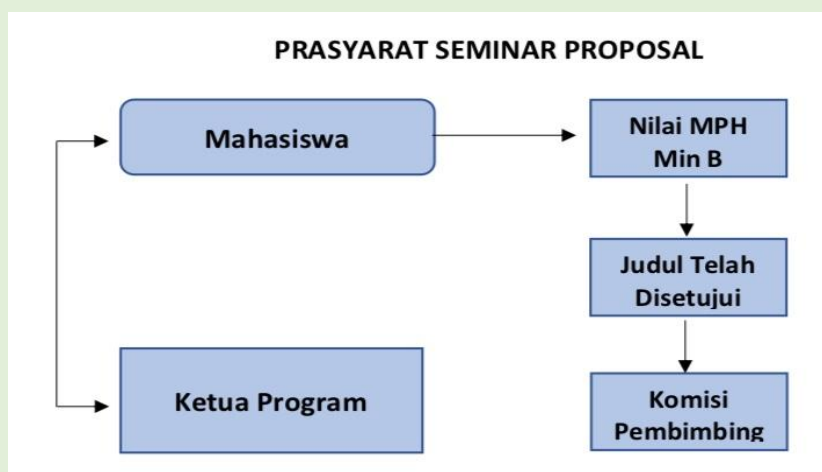 PRASYARAT SEMINAR PROPOSAL
Mahasiswa
Nilai MPH
Min B
Judul Telah
Disetujui
Ketua Program
Komisi
Pembimbing